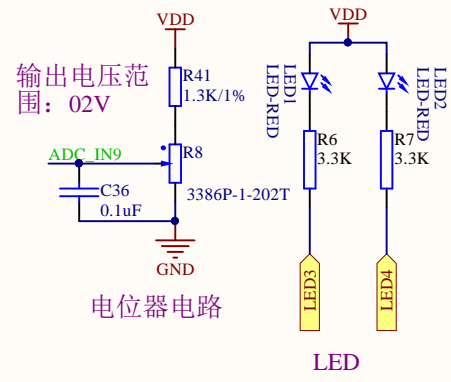 VDD
输出电压范
围：02V
R41
1.3K/1%
ADC_IN9
R8
3386P-1-202T
C36
0.1uF
GND
电位器电路
VDD
LED1
LED-RED
LED2
LED-RED
R6
3.3K
R7
3.3K
LED3
LED4
LED